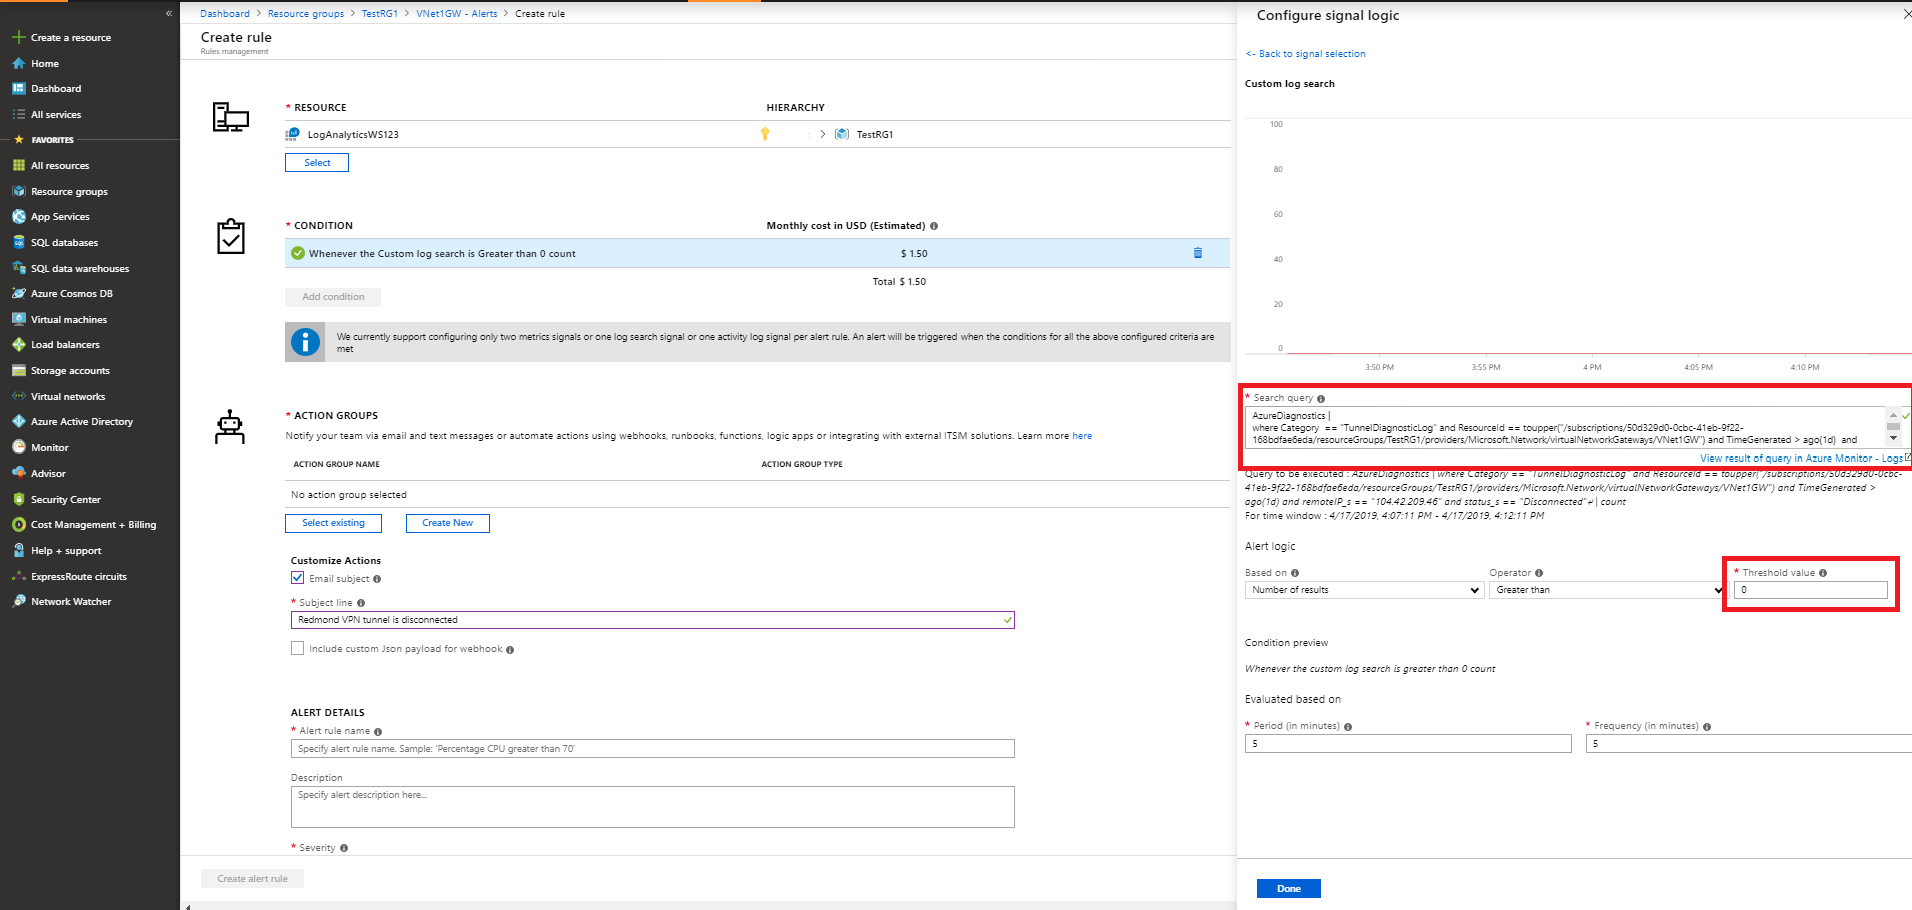 «
Create a resource
Home
Dashboard
All services
FAVORITES
All resources
Resource groups
App Services
SQL databases
SQL data warehouses
Azure Cosmos DB
Virtual machines
Load balancers
Storage accounts
Virtual networks
Azure Active Directory
Monitor
Advisor
Security Center
Cost Management + Billing
Help + support
ExpressRoute circuits
Network Watcher
Dashboard > Resource groups > TestRG1 > VNet1GW - Alerts > Create rule
Create rule
Rules management
* RESOURCE HIERARCHY
LogAnalyticsWS123 > TestRG1
Select
* CONDITION Monthly cost in USD (Estimated)
Whenever the Custom log search is Greater than 0 count $ 1.50
Total $ 1.50
Add condition
We currently support configuring only two metrics signals or one log search signal or one activity log signal per alert rule. An alert will be triggered when the conditions for all the above configured criteria are
met
* ACTION GROUPS
Notify your team via email and text messages or automate actions using webhooks, runbooks, functions, logic apps or integrating with external ITSM solutions. Learn more here
ACTION GROUP NAME ACTION GROUP TYPE
No action group selected
Select existing Create New
Customize Actions
Email subject
* Subject line
Redmond VPN tunnel is disconnected
Include custom Json payload for webhook
ALERT DETAILS
* Alert rule name
Specify alert rule name. Sample: 'Percentage CPU greater than 70'
Description
Specify alert description here...
* Severity
Create alert rule
Configure signal logic
<- Back to signal selection
Custom log search
100
80
60
40
20
0
3:50 PM 3:55 PM 4 PM 4:05 PM 4:10 PM
* Search query
AzureDiagnostics |
where Category == "TunnelDiagnosticLog" and ResourceId == toupper("/subscriptions/50d329d0-0cbc-41eb-9f22-
168bdfae6eda/resourceGroups/TestRG1/providers/Microsoft.Network/virtualNetworkGateways/VNet1GW") and TimeGenerated > ago(1d) and
View result of query in Azure Monitor - Logs
Query to be executed : AzureDiagnostics | where Category == "TunnelDiagnosticLog" and ResourceId == toupper("/subscriptions/50d329d0-0cbc-
41eb-9f22-168bdfae6eda/resourceGroups/TestRG1/providers/Microsoft.Network/virtualNetworkGateways/VNet1GW") and TimeGenerated >
ago(1d) and remoteIP_s == "104.42.209.46" and status_s == "Disconnected"↵| count
For time window : 4/17/2019, 4:07:11 PM - 4/17/2019, 4:12:11 PM
Alert logic
Based on Operator * Threshold value
Number of results Greater than 0
Condition preview
Whenever the custom log search is greater than 0 count
Evaluated based on
* Period (in minutes) * Frequency (in minutes)
5 5
Done